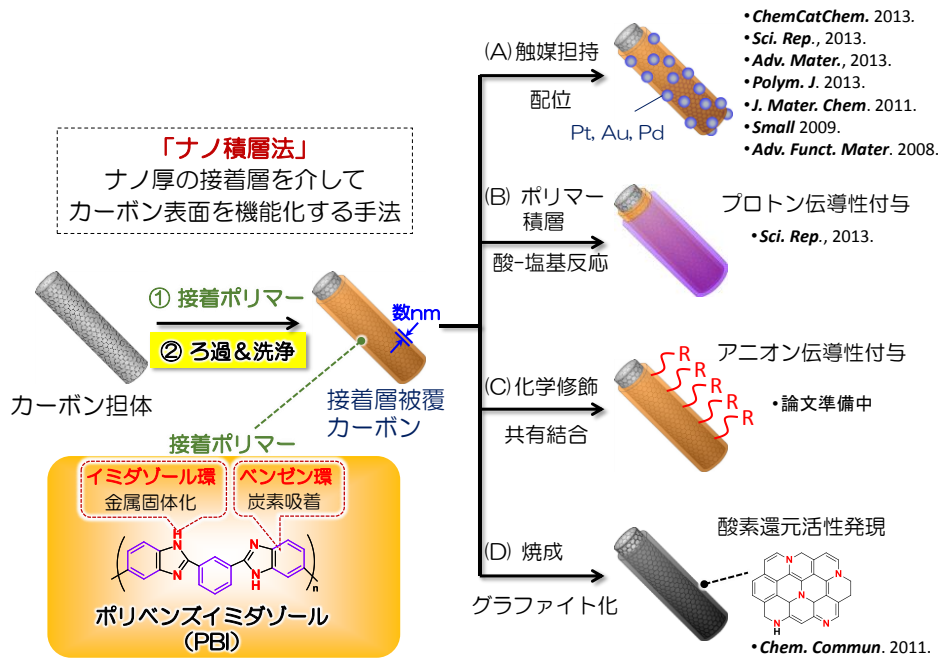 「ナノ積層法」
ナノ厚の接着層を介して
カーボン表面を機能化する手法
① 接着ポリマー
② ろ過＆洗浄
数nm
カーボン担体
接着層被覆
カーボン
接着ポリマー
イミダゾール環
金属固体化
ベンゼン環
炭素吸着
H
N
N
N
N
H
n
ポリベンズイミダゾール
(PBI)
(A) 触媒担持
配位
Pt, Au, Pd
•ChemCatChem. 2013.
•Sci. Rep., 2013.
•Adv. Mater., 2013.
•Polym. J. 2013.
•J. Mater. Chem. 2011.
•Small 2009.
•Adv. Funct. Mater. 2008.
(B) ポリマー
積層
酸-塩基反応
プロトン伝導性付与
•Sci. Rep., 2013.
(C) 化学修飾
共有結合
R
R
R
R
R
アニオン伝導性付与
•論文準備中
(D) 焼成
グラファイト化
酸素還元活性発現
N
N
N
N
H
N
•Chem. Commun. 2011.